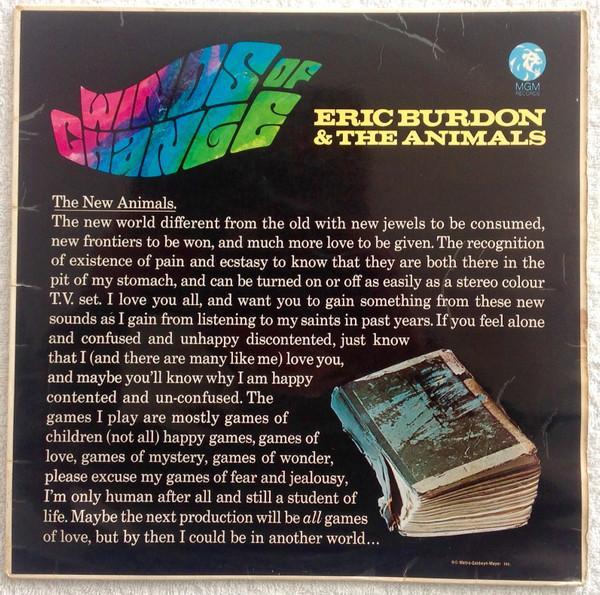 WINDS OF
CHANGE
MGM
RECORDS
ERIC BURDON
& THE ANIMALS
The New Animals.
The new world different from the old with new jewels to be consumed,
new frontiers to be won, and much more love to be given. The recognition
of existence of pain and ecstasy to know that they are both there in the
pit of my stomach, and can be turned on or off as easily as a stereo colour
T.V. set. I love you all, and want you to gain something from these new
sounds as I gain from listening to my saints in past years. If you feel alone
and confused and unhappy discontented, just know
that I (and there are many like me) love you,
and maybe you'll know why I am happy
contented and un-confused. The
games I play are mostly games of
children (not all) happy games, games of
love, games of mystery, games of wonder,
please excuse my games of fear and jealousy,
I'm only human after all and still a student of
life. Maybe the next production will be all games
of love, but by then I could be in another world...
Metro-Goldwyn-Mayer Inc.